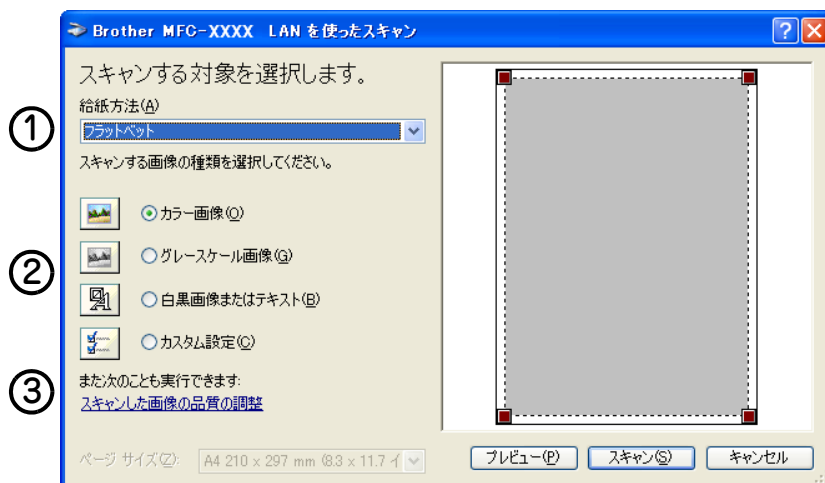 Brother MFC-XXXX LAN を使ったスキャン
スキャンする対象を選択します。
給紙方法(A)
①
フラットベット
スキャンする画像の種類を選択してください。
カラー画像(O)
②
グレースケール画像(G)
白黒画像またはテキスト(B)
カスタム設定(C)
③
また次のことも実行できます:
スキャンした画像の品質の調整
ページ サイズ(Z): A4 210 x 297 mm (8.3 x 11.7 イ
プレビュー(P) スキャン(S) キャンセル